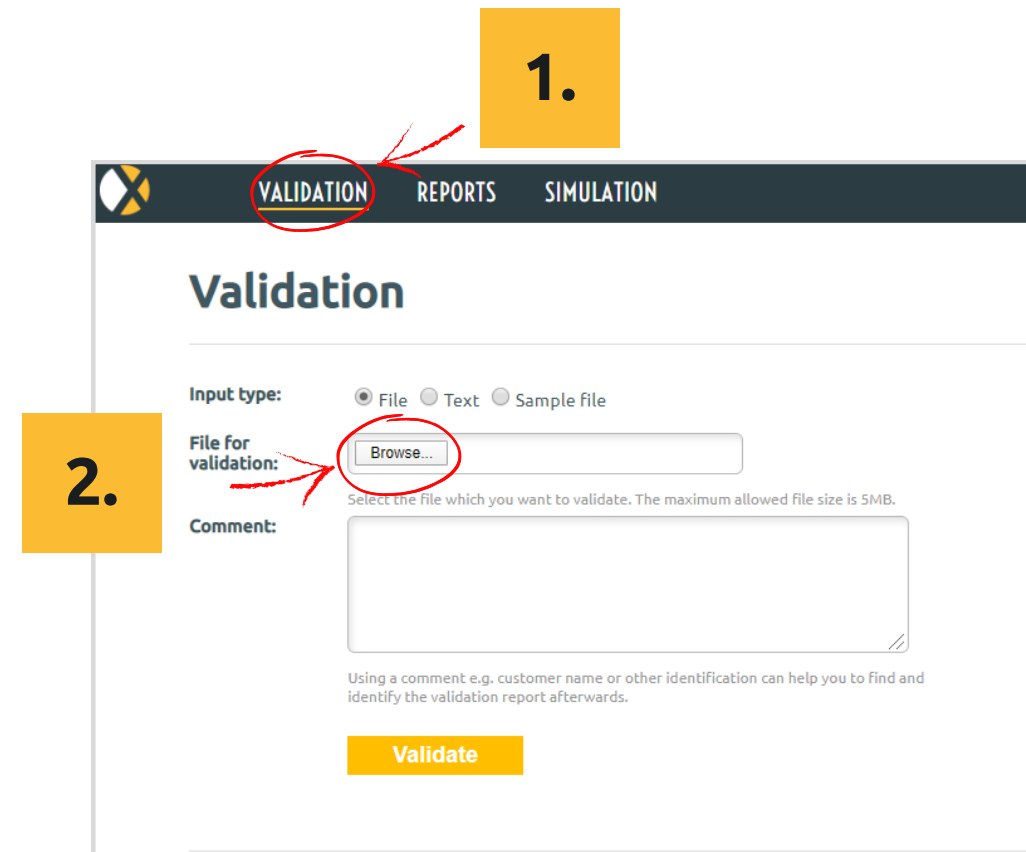 1.
VALIDATION REPORTS SIMULATION
Validation
Input type:
File Text Sample file
2.
File for
validation:
Browse...
Select the file which you want to validate. The maximum allowed file size is 5MB.
Comment:
Using a comment e.g. customer name or other identification can help you to find and
identify the validation report afterwards.
Validate